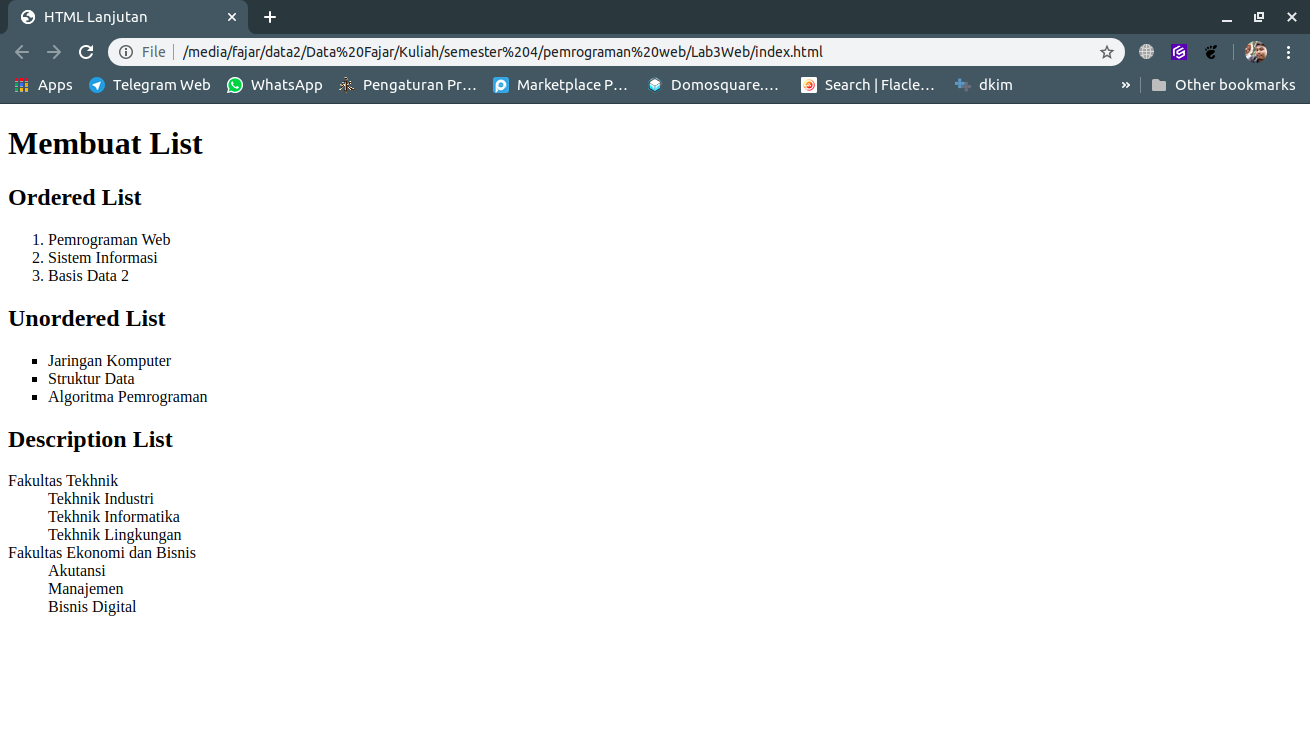 HTML Lanjutan
File /media/fajar/data2/Data%20Fajar/Kuliah/semester%204/pemrograman%20web/Lab3Web/index.html
Apps Telegram Web WhatsApp Pengaturan Pr… Marketplace P… Domosquare.… Search | Flacle… dkim » Other bookmarks
Membuat List
Ordered List
1. Pemrograman Web
2. Sistem Informasi
3. Basis Data 2
Unordered List
▪ Jaringan Komputer
▪ Struktur Data
▪ Algoritma Pemrograman
Description List
Fakultas Tekhnik
Tekhnik Industri
Tekhnik Informatika
Tekhnik Lingkungan
Fakultas Ekonomi dan Bisnis
Akutansi
Manajemen
Bisnis Digital